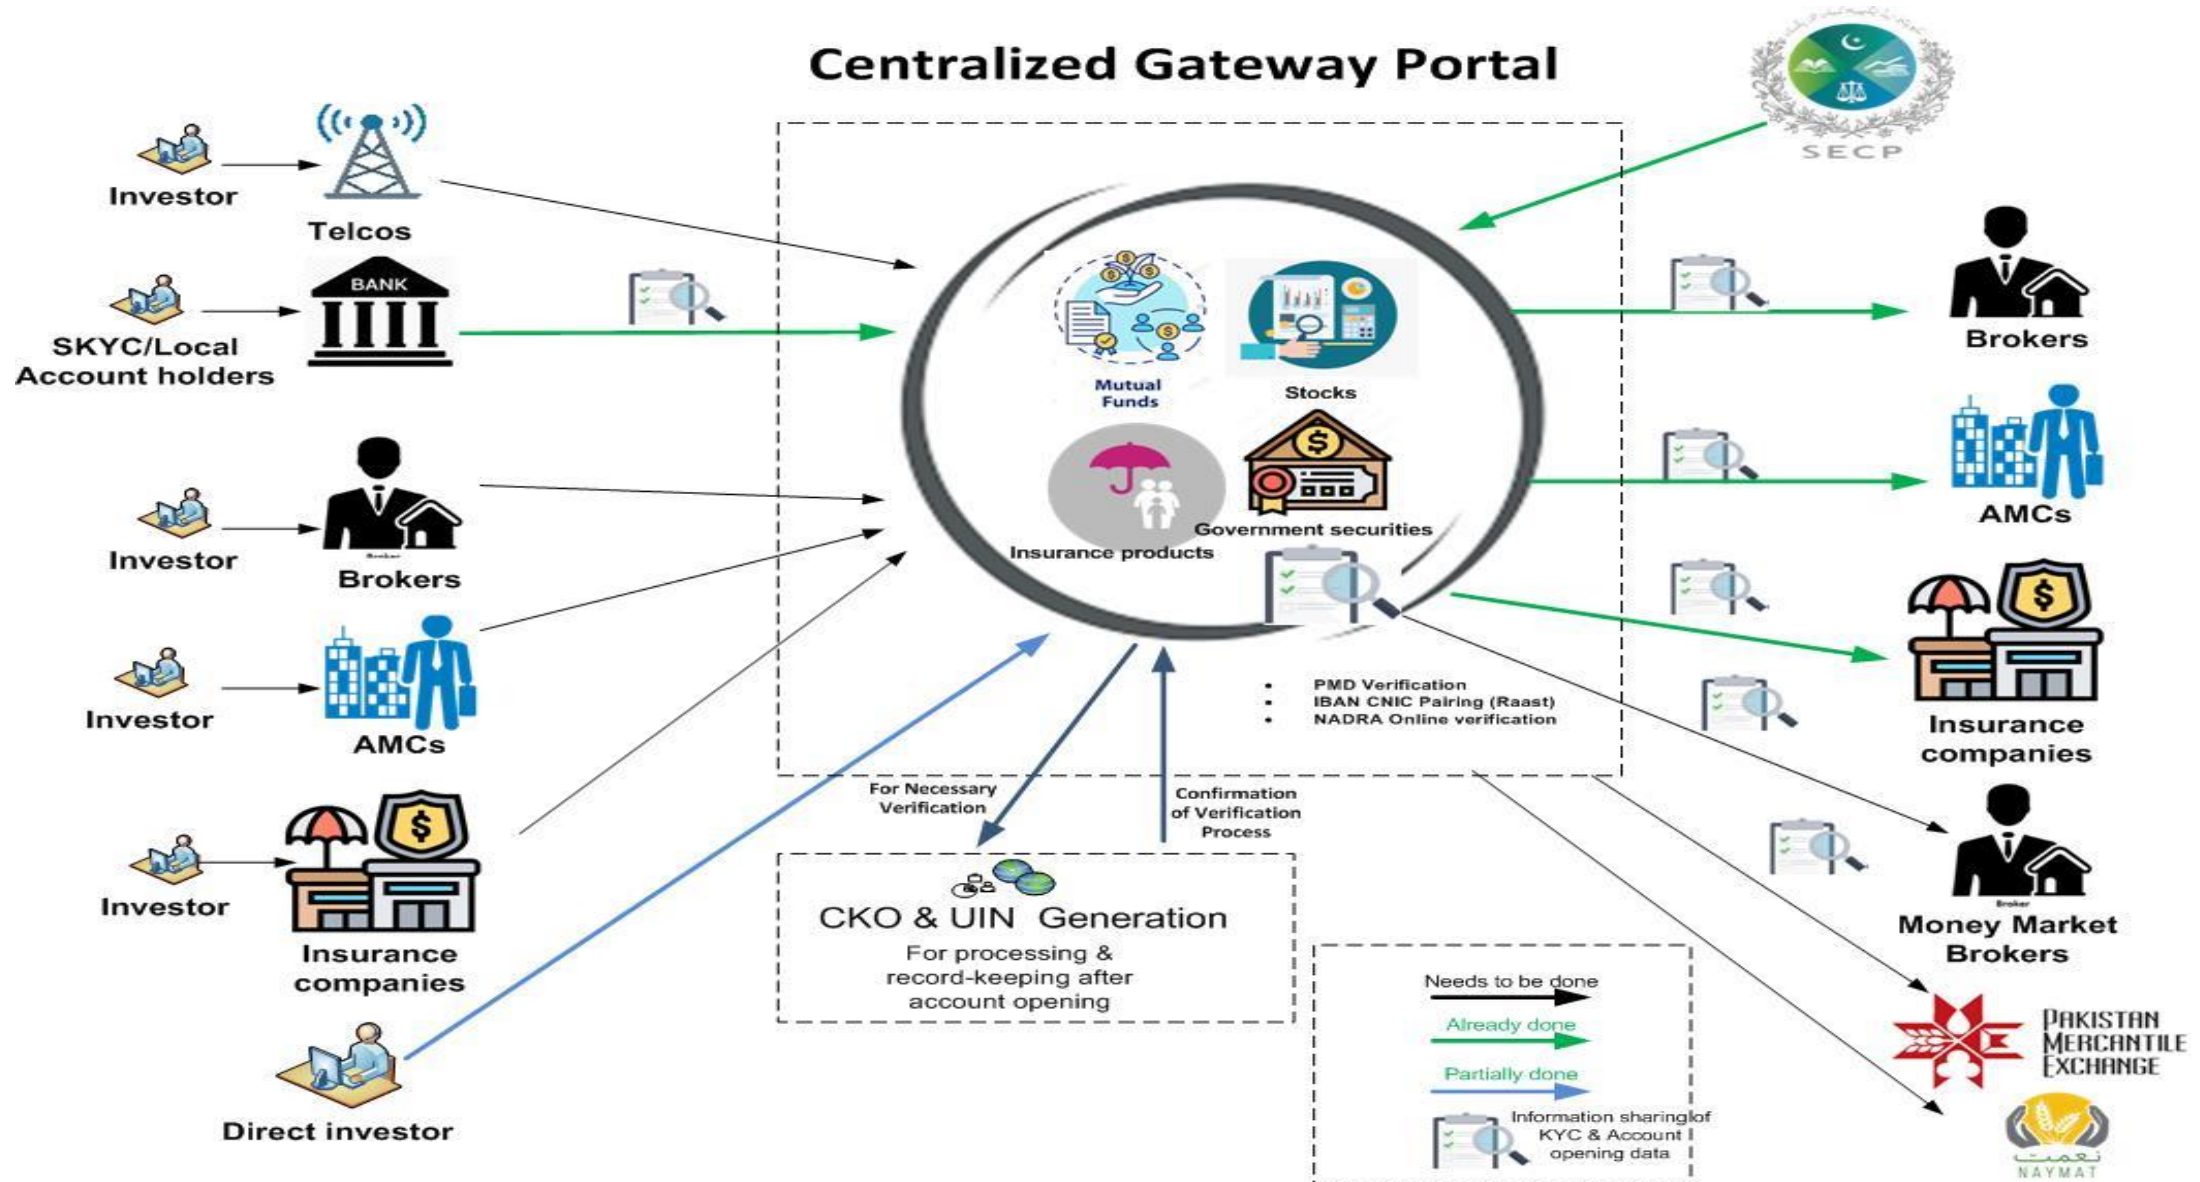 Centralized Gateway Portal
SECP
Investor
Telcos
BANK
SKYC/Local
Account holders
Investor
Broker
Brokers
Investor
AMCs
Investor
Insurance
companies
Direct investor
Mutual
Funds
Stocks
Government securities
Insurance products
• PMD Verification
• IBAN CNIC Pairing (Raast)
• NADRA Online verification
For Necessary
Verification
Confirmation
of Verification
Process
CKO & UIN Generation
For processing &
record-keeping after
account opening
Needs to be done
Already done
Partially done
Information sharing of
KYC & Account
opening data
Brokers
AMCs
Insurance
companies
Broker
Money Market
Brokers
PAKISTAN
MERCANTILE
EXCHANGE
نعمت
NAYMAT